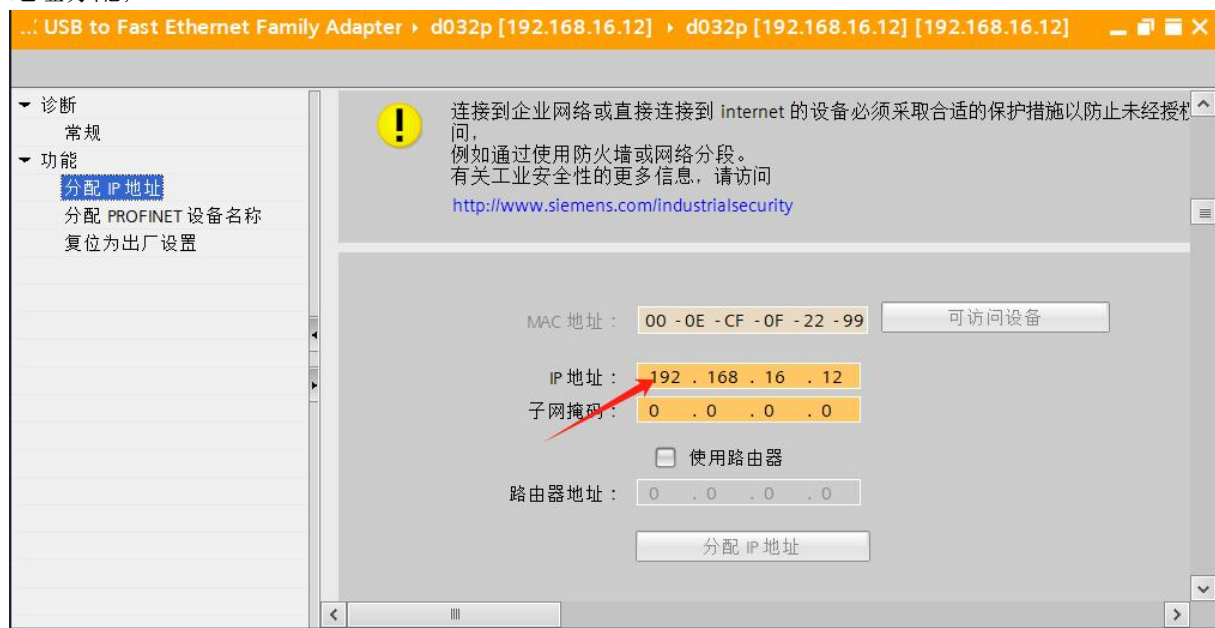 ...: USB to Fast Ethernet Family Adapter ▸ d032p [192.168.16.12] ▸ d032p [192.168.16.12] [192.168.16.12]
诊断
常规
功能
分配 IP 地址
分配 PROFINET 设备名称
复位为出厂设置
连接到企业网络或直接连接到 internet 的设备必须采取合适的保护措施以防止未经授权
问，
例如通过使用防火墙或网络分段。
有关工业安全性的更多信息，请访问
http://www.siemens.com/industrialsecurity
MAC 地址： 00 - 0E - CF - 0F - 22 - 99 可访问设备
IP 地址： 192 . 168 . 16 . 12
子网掩码： 0 . 0 . 0 . 0
使用路由器
路由器地址： 0 . 0 . 0 . 0
分配 IP 地址